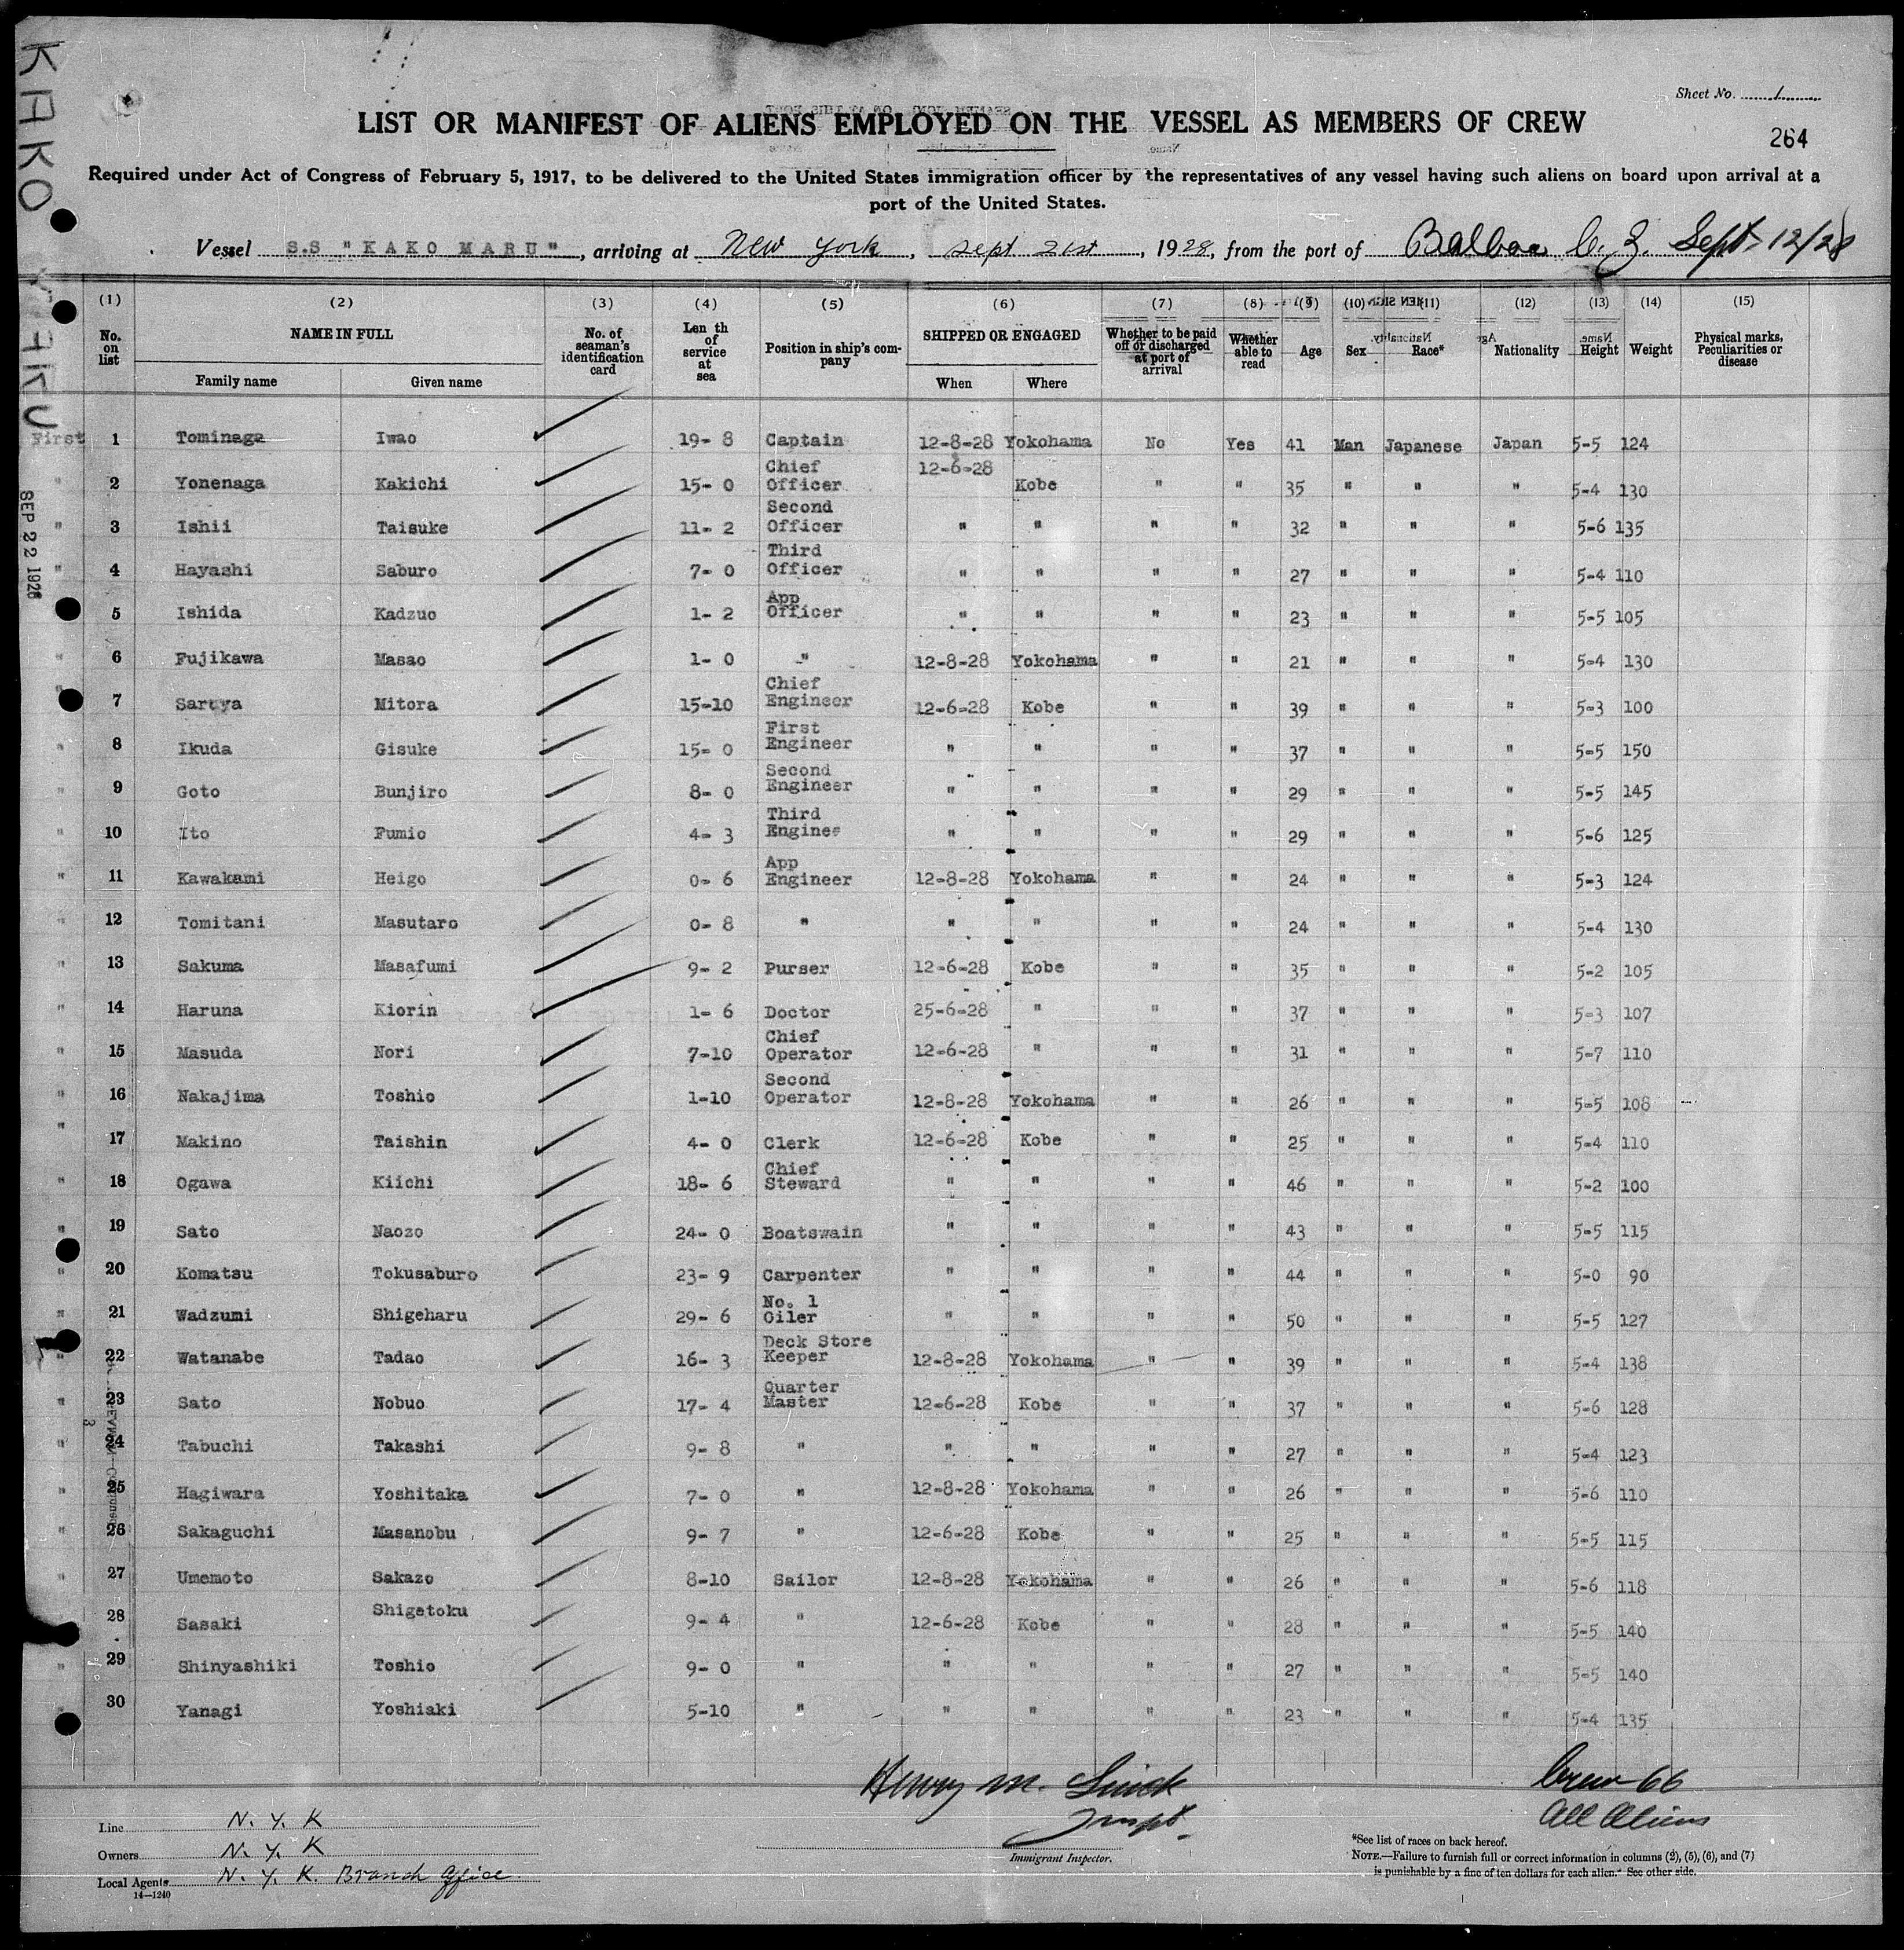 KAKO MARU
Sheet No. 1
LIST OR MANIFEST OF ALIENS EMPLOYED ON THE VESSEL AS MEMBERS OF CREW
264
Required under Act of Congress of February 5, 1917, to be delivered to the United States immigration officer by the representatives of any vessel having such aliens on board upon arrival at a
port of the United States.
Vessel S.S "KAKO MARU", arriving at New York, Sept 21st, 1928, from the port of Balboa C.Z. Sept 12/28
(1) (2) (3) (4) (5) (6) (7) (8) (9) (10) (11) (12) (13) (14) (15)
No. on list NAME IN FULL Family name Given name No. of seaman's identification card Len th of service at sea Position in ship's company SHIPPED OR ENGAGED When Where Whether to be paid off or discharged at port of arrival Whether able to read Age Sex Race* Nationality Height Weight Physical marks, Peculiarities or disease
First 1 Tominaga Iwao 19- 8 Captain 12-8-28 Yokohama No Yes 41 Man Japanese Japan 5-5 124
" 2 Yonenaga Kakichi 15- 0 Chief Officer 12-6-28 Kobe " " 35 " " " 5-4 130
" 3 Ishii Taisuke 11- 2 Second Officer " " " " 32 " " " 5-6 135
" 4 Hayashi Saburo 7- 0 Third Officer " " " " 27 " " " 5-4 110
" 5 Ishida Kadzuo 1- 2 App Officer " " " " 23 " " " 5-5 105
" 6 Fujikawa Masao 1- 0 " 12-8-28 Yokohama " " 21 " " " 5-4 130
" 7 Saruya Mitora 15-10 Chief Engineer 12-6-28 Kobe " " 39 " " " 5-3 100
" 8 Ikuda Gisuke 15- 0 First Engineer " " " " 37 " " " 5-5 150
" 9 Goto Bunjiro 8- 0 Second Engineer " " " " 29 " " " 5-5 145
" 10 Ito Fumio 4- 3 Third Enginee " " " " 29 " " " 5-6 125
" 11 Kawakami Heigo 0- 6 App Engineer 12-8-28 Yokohama " " 24 " " " 5-3 124
" 12 Tomitani Masutaro 0- 8 " " " " " 24 " " " 5-4 130
" 13 Sakuma Masafumi 9- 2 Purser 12-6-28 Kobe " " 35 " " " 5-2 105
" 14 Haruna Kiorin 1- 6 Doctor 25-6-28 " " " 37 " " " 5-3 107
" 15 Masuda Nori 7-10 Chief Operator 12-6-28 " " " 31 " " " 5-7 110
" 16 Nakajima Toshio 1-10 Second Operator 12-8-28 Yokohama " " 26 " " " 5-5 108
" 17 Makino Taishin 4- 0 Clerk 12-6-28 Kobe " " 25 " " " 5-4 110
" 18 Ogawa Kiichi 18- 6 Chief Steward " " " " 46 " " " 5-2 100
" 19 Sato Naozo 24- 0 Boatswain " " " " 43 " " " 5-5 115
" 20 Komatsu Tokusaburo 23- 9 Carpenter " " " " 44 " " " 5-0 90
" 21 Wadzumi Shigeharu 29- 6 No. 1 Oiler " " " " 50 " " " 5-5 127
" 22 Watanabe Tadao 16- 3 Deck Store Keeper 12-8-28 Yokohama " " 39 " " " 5-4 138
" 23 Sato Nobuo 17- 4 Quarter Master 12-6-28 Kobe " " 37 " " " 5-6 128
" 24 Tabuchi Takashi 9- 8 " " " " " 27 " " " 5-4 123
" 25 Hagiwara Yoshitaka 7- 0 " 12-8-28 Yokohama " " 26 " " " 5-6 110
" 26 Sakaguchi Masanobu 9- 7 " 12-6-28 Kobe " " 25 " " " 5-5 115
" 27 Umemoto Sakazo 8-10 Sailor 12-8-28 Yokohama " " 26 " " " 5-6 118
" 28 Sasaki Shigetoku 9- 4 " 12-6-28 Kobe " " 28 " " " 5-5 140
" 29 Shinyashiki Toshio 9- 0 " " " " " 27 " " " 5-5 140
" 30 Yanagi Yoshiaki 5-10 " " " " " 23 " " " 5-4 135
SEP 22 1928
Henry M.
Inspt.
Immigrant Inspector.
Crew 66
All Aliens
Line N. Y. K
Owners N. Y. K
Local Agents N. Y. K. Branch Office.
14—1240
*See list of races on back hereof.
NOTE.—Failure to furnish full or correct information in columns (2), (5), (6), and (7)
is punishable by a fine of ten dollars for each alien. See other side.